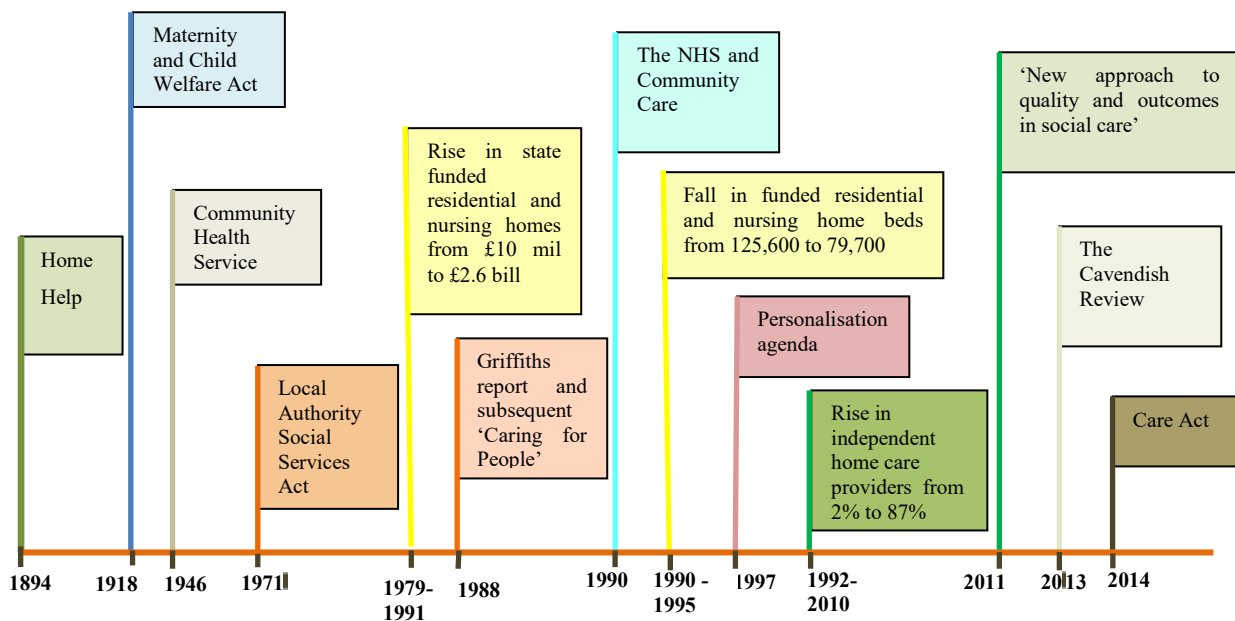 Maternity
and Child
Welfare Act
The NHS and
Community
Care
‘New approach to
quality and outcomes
in social care’
Rise in state
funded
residential and
nursing homes
from £10 mil
to £2.6 bill
Fall in funded residential
and nursing home beds
from 125,600 to 79,700
Community
Health
Service
Home
Help
The
Cavendish
Review
Personalisation
agenda
Griffiths
report and
subsequent
‘Caring for
People’
Local
Authority
Social
Services
Act
Rise in
independent
home care
providers from
2% to 87%
Care Act
1894
1918
1946
1971
1979-
1991
1988
1990
1990 -
1995
1997
1992-
2010
2011
2013
2014